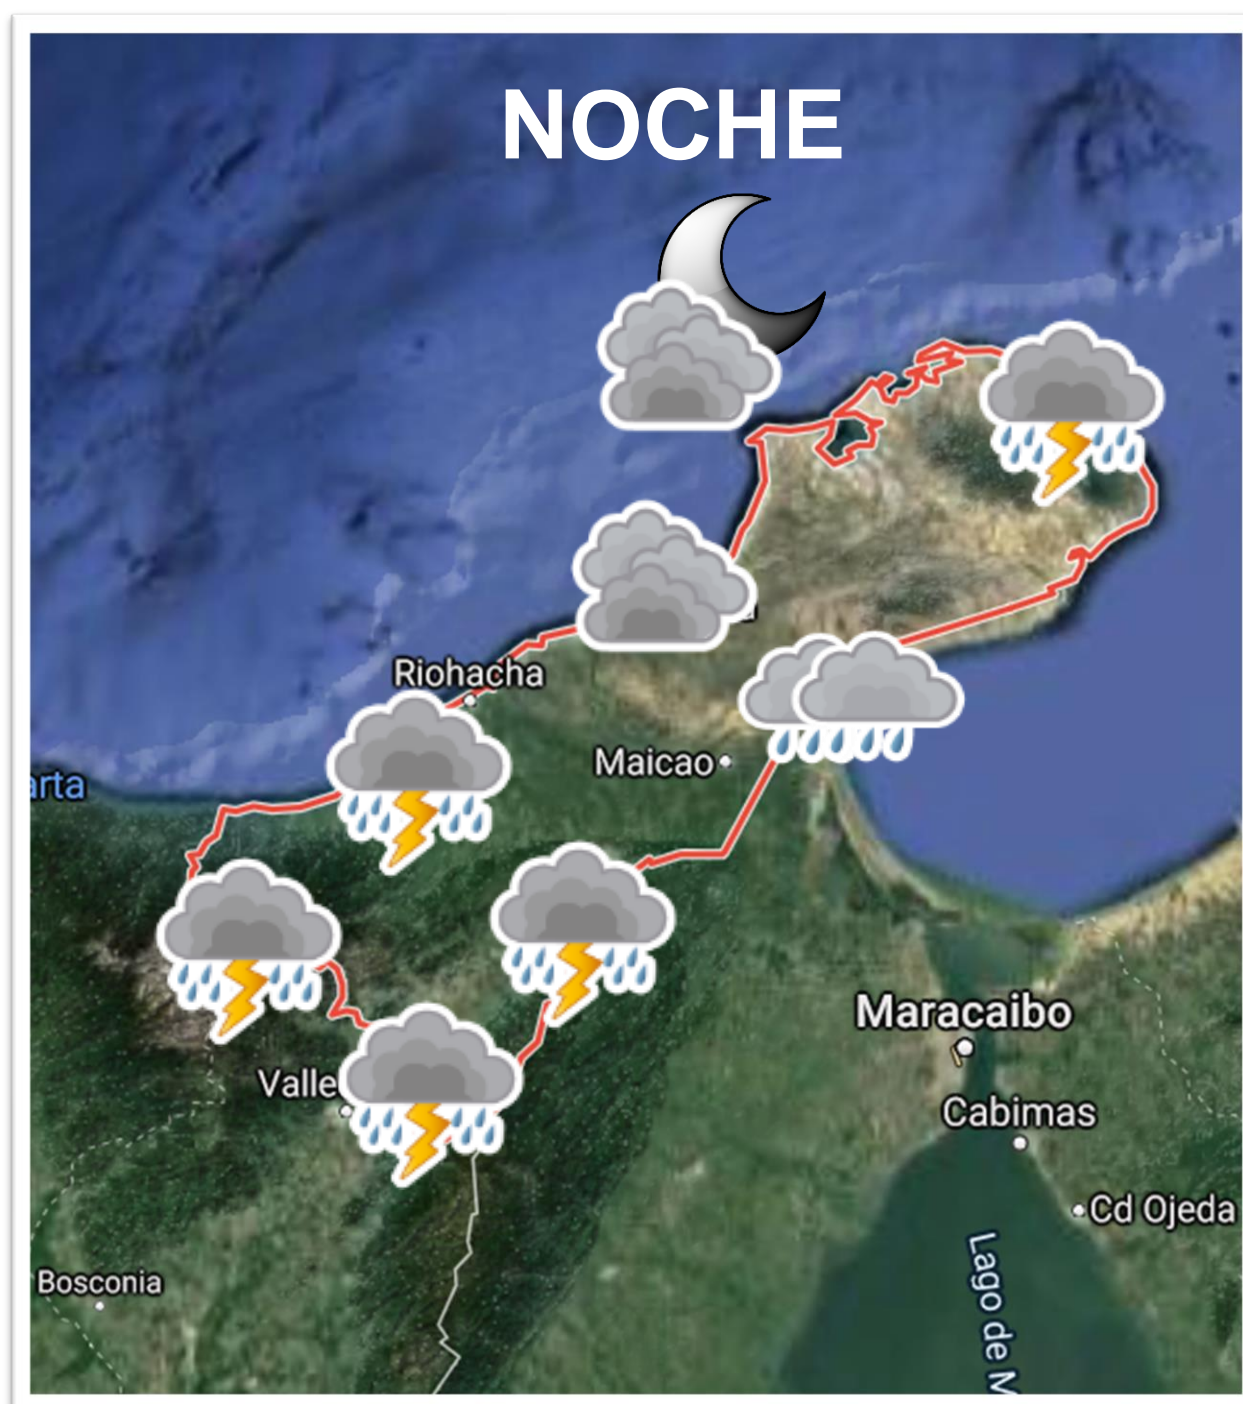 NOCHE
Riohacha
Maicao
arta
Maracaibo
Valle
Cabimas
Cd Ojeda
Bosconia
Lago de M